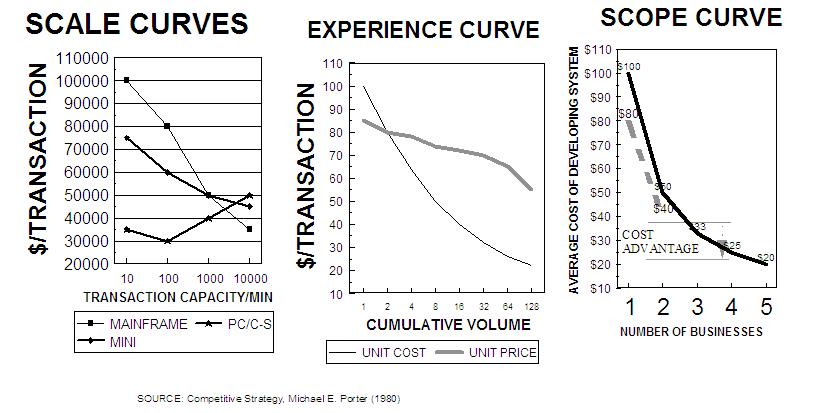 SCALE CURVES
$/TRANSACTION
110000
100000
90000
80000
70000
60000
50000
40000
30000
20000
10 100 1000 10000
TRANSACTION CAPACITY/MIN
MAINFRAME PC/C-S
MINI
EXPERIENCE CURVE
$/TRANSACTION
110
100
90
80
70
60
50
40
30
20
10
1 2 4 8 16 32 64 128
CUMULATIVE VOLUME
UNIT COST UNIT PRICE
SCOPE CURVE
AVERAGE COST OF DEVELOPING SYSTEM
$110
$100
$90
$80
$70
$60
$50
$40
$30
$20
$10
$100
$80
$50
$40
33
$25
$20
COST
ADVANTAGE
1 2 3 4 5
NUMBER OF BUSINESSES
SOURCE: Competitive Strategy, Michael E. Porter (1980)